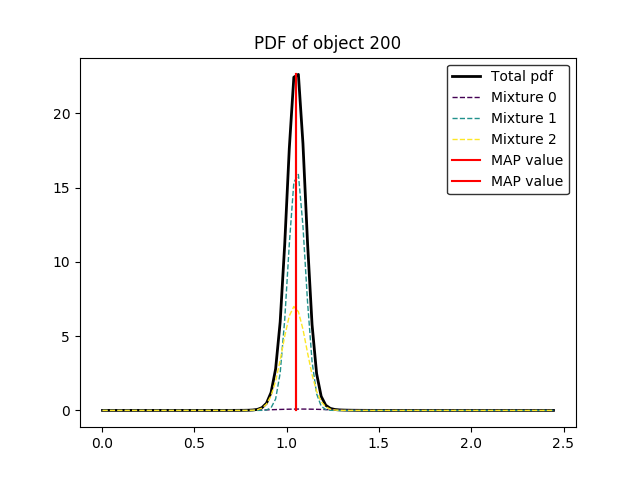 PDF of object 200
Total pdf
Mixture 0
Mixture 1
Mixture 2
MAP value
MAP value
20
15
10
5
0
0.0 0.5 1.0 1.5 2.0 2.5